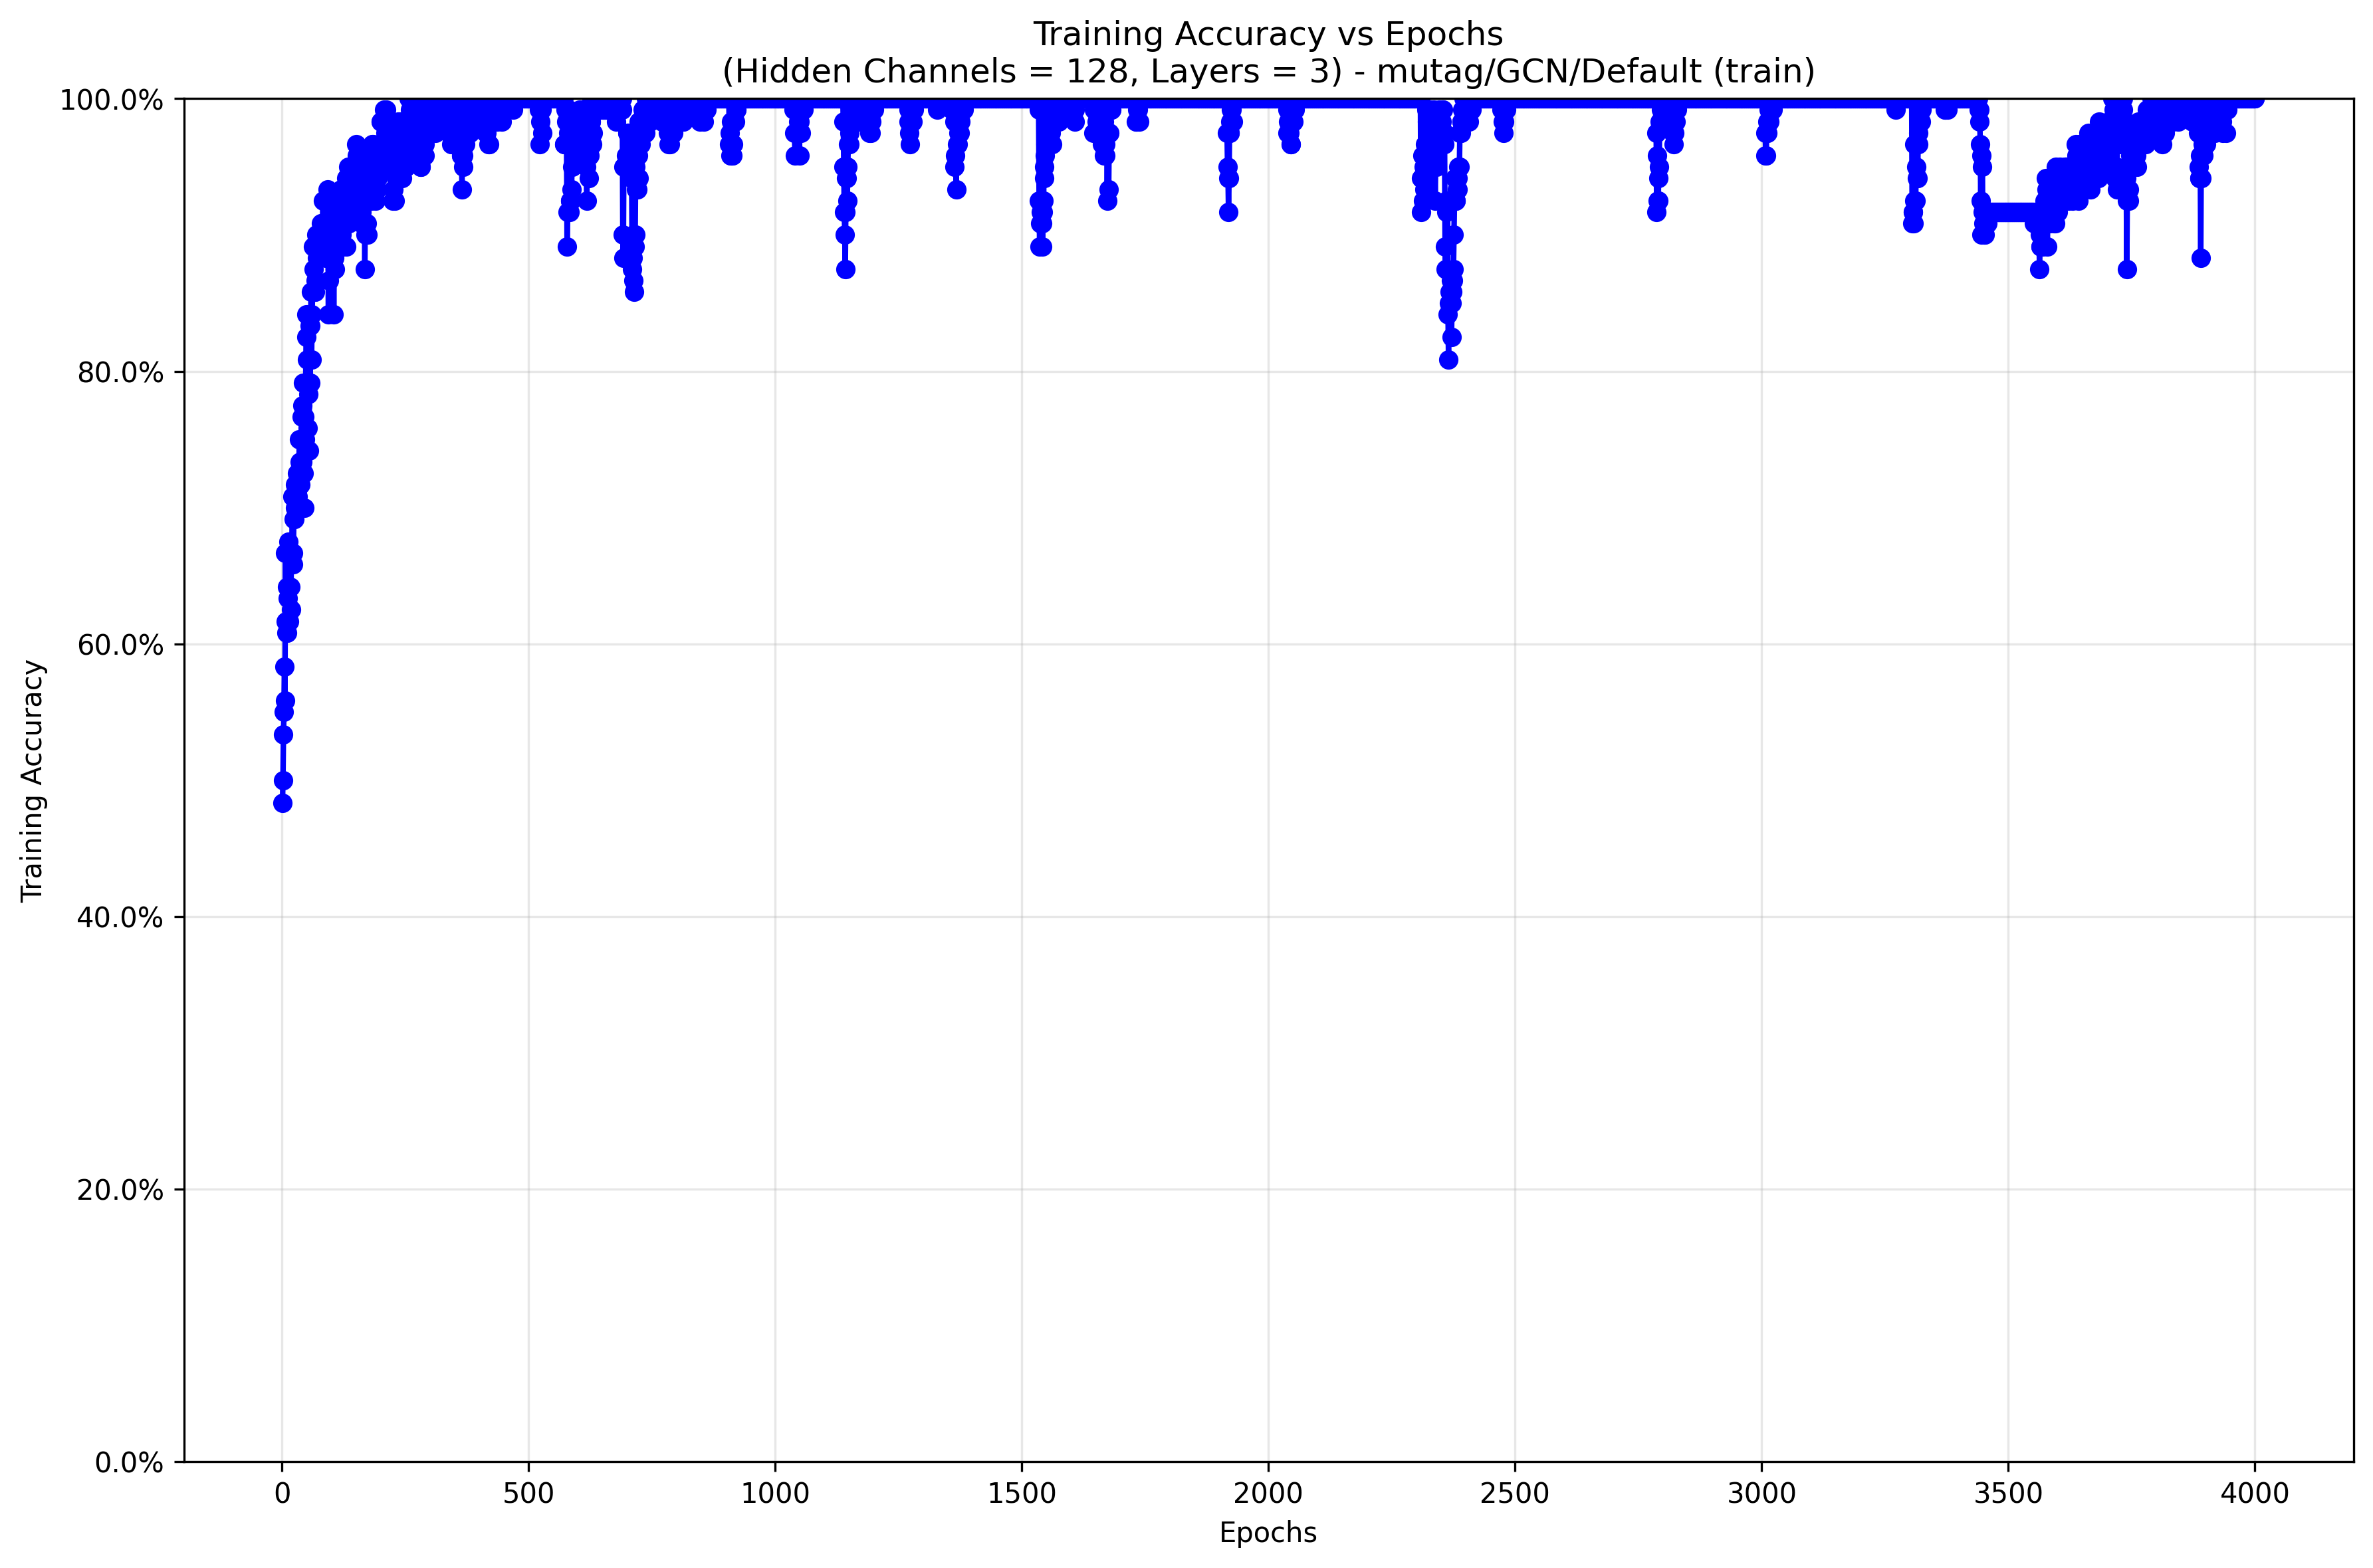 Training Accuracy vs Epochs
(Hidden Channels = 128, Layers = 3) - mutag/GCN/Default (train)
100.0%
80.0%
60.0%
40.0%
20.0%
0.0%
Training Accuracy
0 500 1000 1500 2000 2500 3000 3500 4000
Epochs